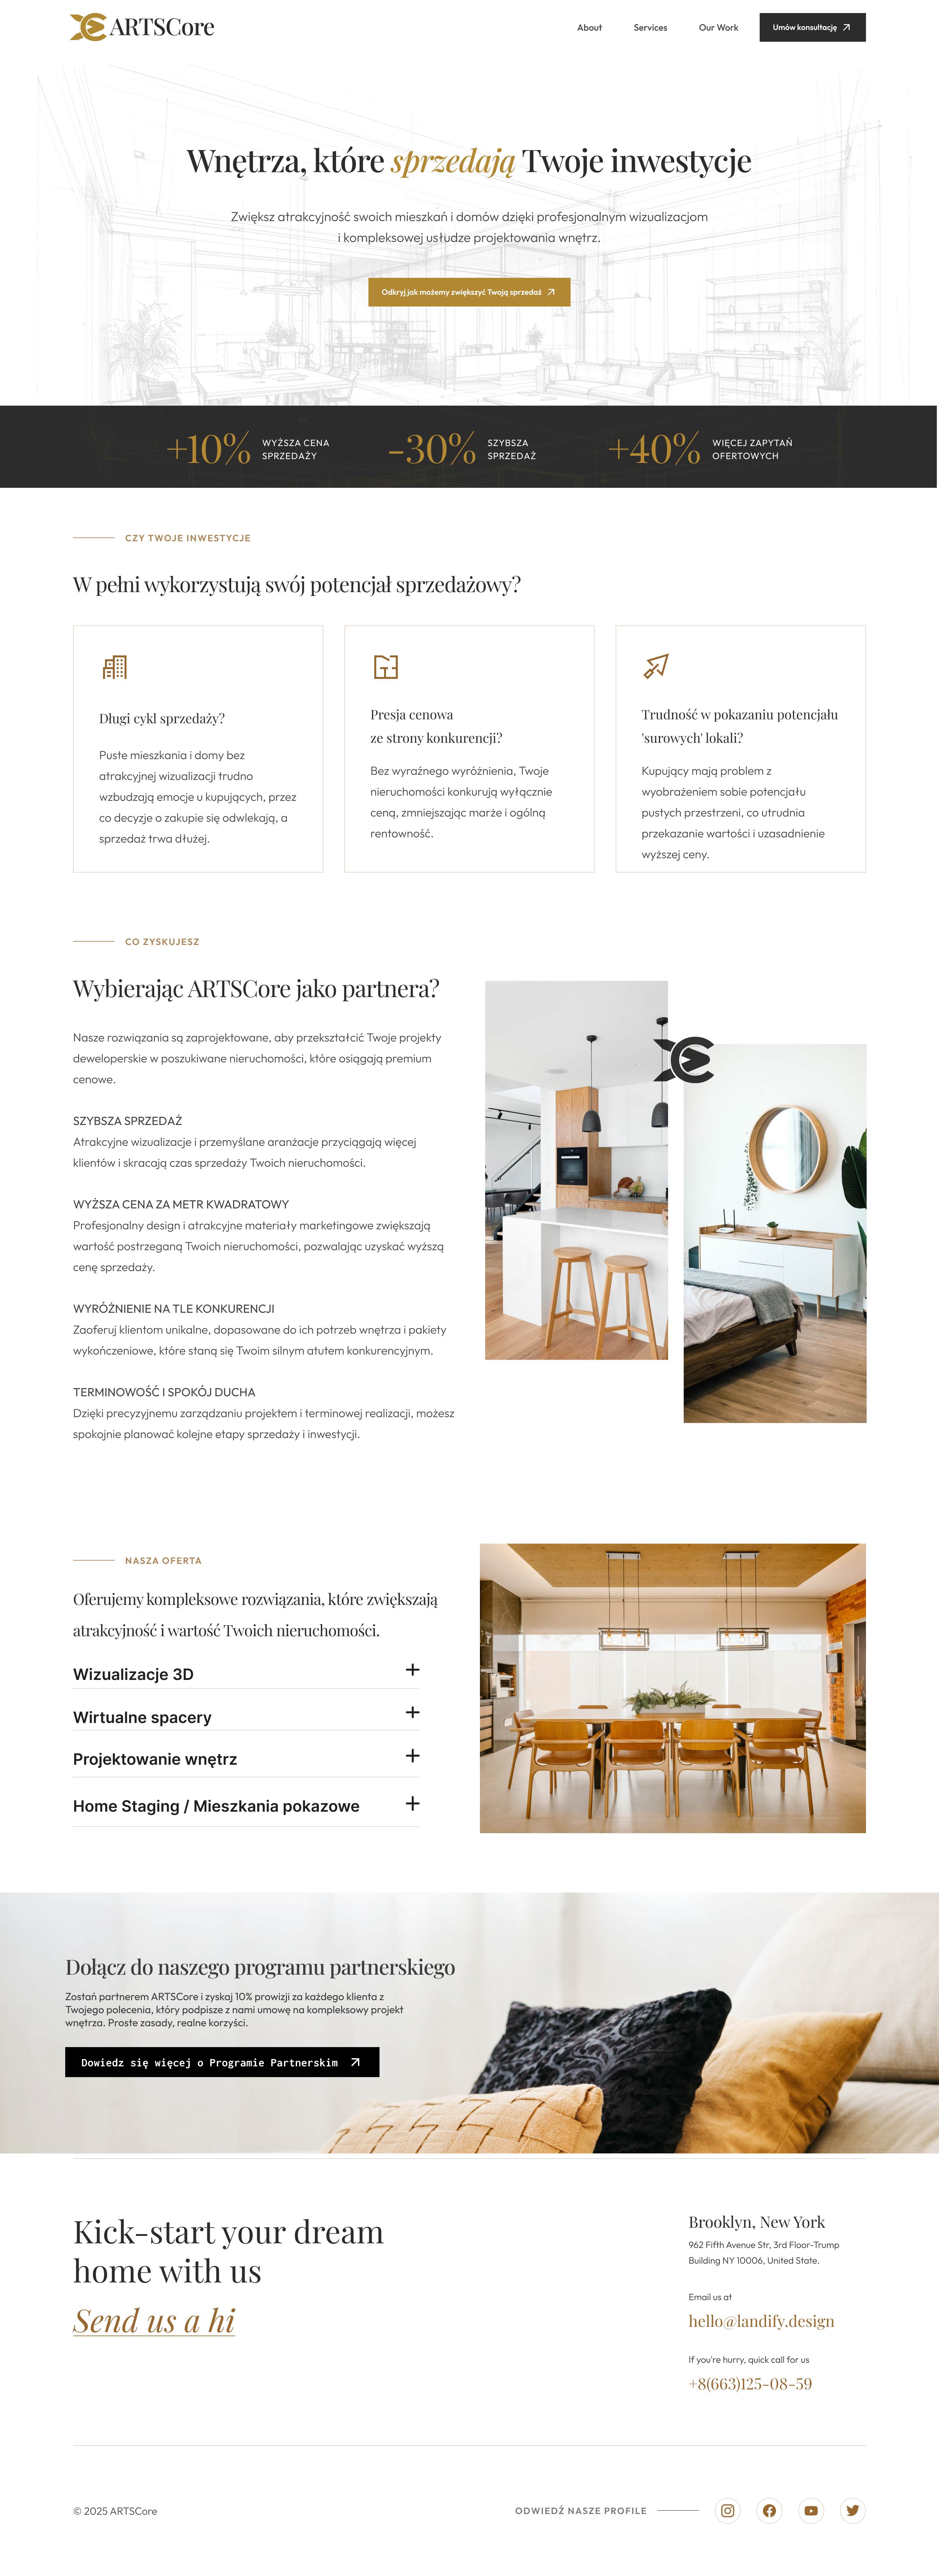 ARTSCore
About
Services
Our Work
Umów konsultację
Wnętrza, które sprzedają Twoje inwestycje
Zwiększ atrakcyjność swoich mieszkań i domów dzięki profesjonalnym wizualizacjom
i kompleksowej usłudze projektowania wnętrz.
Odkryj jak możemy zwiększyć Twoją sprzedaż
+10%
WYŻSZA CENA
SPRZEDAŻY
-30%
SZYBSZA
SPRZEDAŻ
+40%
WIĘCEJ ZAPYTAŃ
OFERTOWYCH
CZY TWOJE INWESTYCJE
W pełni wykorzystują swój potencjał sprzedażowy?
Długi cykl sprzedaży?
Puste mieszkania i domy bez
atrakcyjnej wizualizacji trudno
wzbudzają emocje u kupujących, przez
co decyzje o zakupie się odwlekają, a
sprzedaż trwa dłużej.
Presja cenowa
ze strony konkurencji?
Bez wyraźnego wyróżnienia, Twoje
nieruchomości konkurują wyłącznie
ceną, zmniejszając marże i ogólną
rentowność.
Trudność w pokazaniu potencjału
'surowych' lokali?
Kupujący mają problem z
wyobrażeniem sobie potencjału
pustych przestrzeni, co utrudnia
przekazanie wartości i uzasadnienie
wyższej ceny.
CO ZYSKUJESZ
Wybierając ARTSCore jako partnera?
Nasze rozwiązania są zaprojektowane, aby przekształcić Twoje projekty
deweloperskie w poszukiwane nieruchomości, które osiągają premium
cenowe.
SZYBSZA SPRZEDAŻ
Atrakcyjne wizualizacje i przemyślane aranżacje przyciągają więcej
klientów i skracają czas sprzedaży Twoich nieruchomości.
WYŻSZA CENA ZA METR KWADRATOWY
Profesjonalny design i atrakcyjne materiały marketingowe zwiększają
wartość postrzeganą Twoich nieruchomości, pozwalając uzyskać wyższą
cenę sprzedaży.
WYRÓŻNIENIE NA TLE KONKURENCJI
Zaoferuj klientom unikalne, dopasowane do ich potrzeb wnętrza i pakiety
wykończeniowe, które staną się Twoim silnym atutem konkurencyjnym.
TERMINOWOŚĆ I SPOKÓJ DUCHA
Dzięki precyzyjnemu zarządzaniu projektem i terminowej realizacji, możesz
spokojnie planować kolejne etapy sprzedaży i inwestycji.
NASZA OFERTA
Oferujemy kompleksowe rozwiązania, które zwiększają
atrakcyjność i wartość Twoich nieruchomości.
Wizualizacje 3D
Wirtualne spacery
Projektowanie wnętrz
Home Staging / Mieszkania pokazowe
Dołącz do naszego programu partnerskiego
Zostań partnerem ARTSCore i zyskaj 10% prowizji za każdego klienta z
Twojego polecenia, który podpisze z nami umowę na kompleksowy projekt
wnętrza. Proste zasady, realne korzyści.
Dowiedz się więcej o Programie Partnerskim
Kick-start your dream
home with us
Send us a hi
Brooklyn, New York
962 Fifth Avenue Str, 3rd Floor-Trump
Building NY 10006, United State.
Email us at
hello@landify.design
If you're hurry, quick call for us
+8(663)125-08-59
© 2025 ARTSCore
ODWIEDŹ NASZE PROFILE